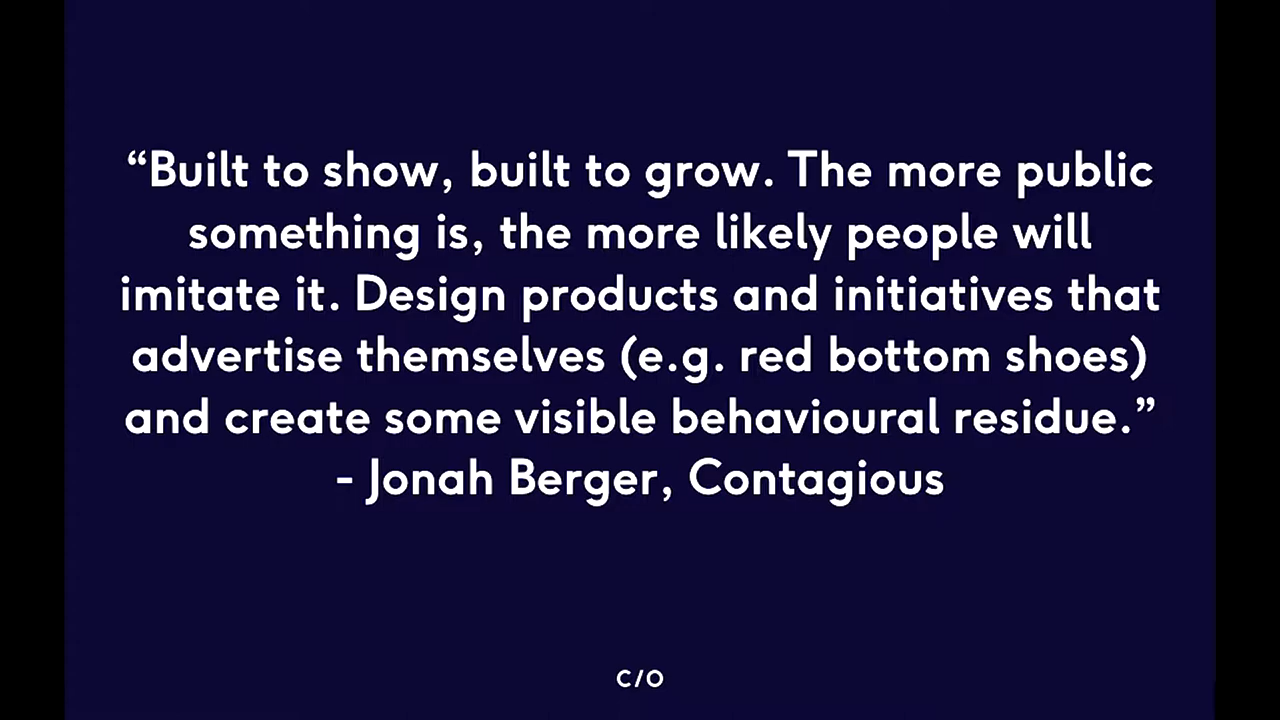 “Built to show, built to grow. The more public
something is, the more likely people will
imitate it. Design products and initiatives that
advertise themselves (e.g. red bottom shoes)
and create some visible behavioural residue.”
- Jonah Berger, Contagious
C/O